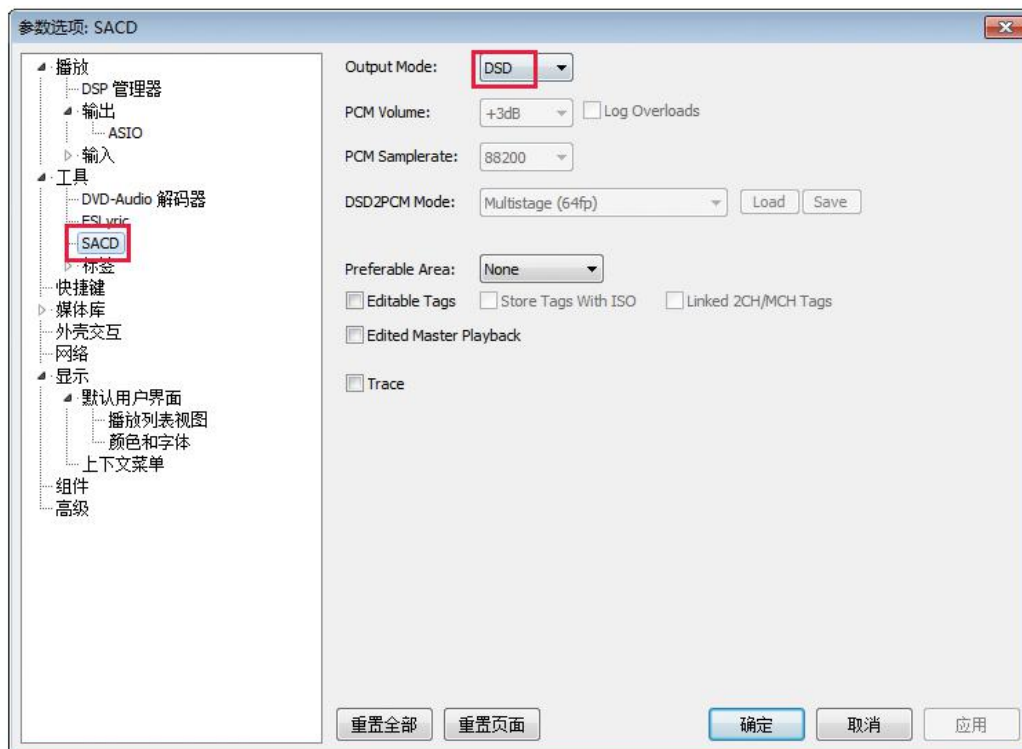 参数选项: SACD
播放
DSP 管理器
输出
ASIO
输入
工具
DVD-Audio 解码器
ESLyric
SACD
标签
快捷键
媒体库
外壳交互
网络
显示
默认用户界面
播放列表视图
颜色和字体
上下文菜单
组件
高级
Output Mode: DSD
PCM Volume: +3dB Log Overloads
PCM Samplerate: 88200
DSD2PCM Mode: Multistage (64fp) Load Save
Preferable Area: None
Editable Tags Store Tags With ISO Linked 2CH/MCH Tags
Edited Master Playback
Trace
重置全部 重置页面 确定 取消 应用